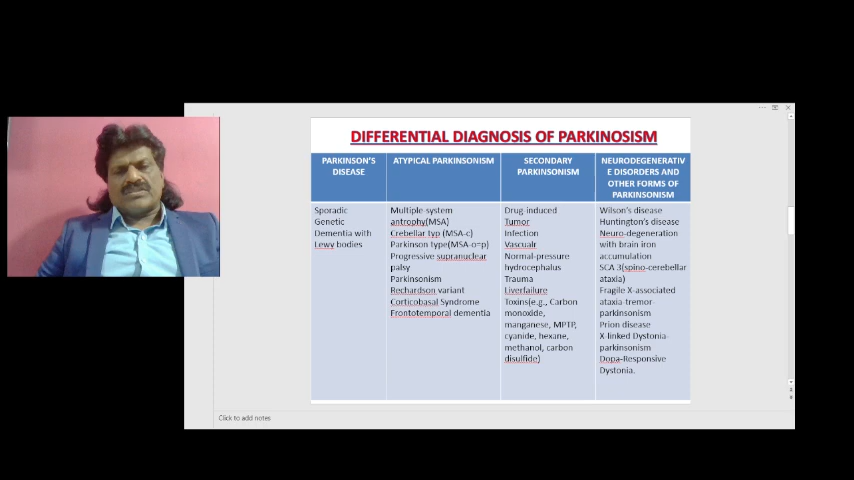 DIFFERENTIAL DIAGNOSIS OF PARKINOSISM
PARKINSON'S
DISEASE
Sporadic
Genetic
Dementia with
Lewy bodies
ATYPICAL PARKINSONISM
Multiple-system
antrophy(MSA)
Crebellar typ (MSA-c)
Parkinson type(MSA-o=p)
Progressive supranuclear
palsy
Parkinsonism
Rechardson variant
Corticobasal Syndrome
Frontotemporal dementia
SECONDARY
PARKINSONISM
Drug-induced
Tumor
Infection
Vascualr
Normal-pressure
hydrocephalus
Trauma
Liverfailure
Toxins(e.g., Carbon
monoxide,
manganese, MPTP,
cyanide, hexane,
methanol, carbon
disulfide)
NEURODEGENERATIV
E DISORDERS AND
OTHER FORMS OF
PARKINSONISM
Wilson's disease
Huntington's disease
Neuro-degeneration
with brain iron
accumulation
SCA 3(spino-cerebellar
ataxia)
Fragile X-associated
ataxia-tremor
parkinsonism
Prion disease
X-linked Dystonia-
parkinsonism
Dopa-Responsive
Dystonia.
Click to add notes